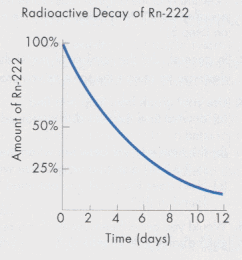 Radioactive Decay of Rn-222
100%
50%
25%
Amount of Rn-222
0 2 4 6 8 10 12
Time (days)